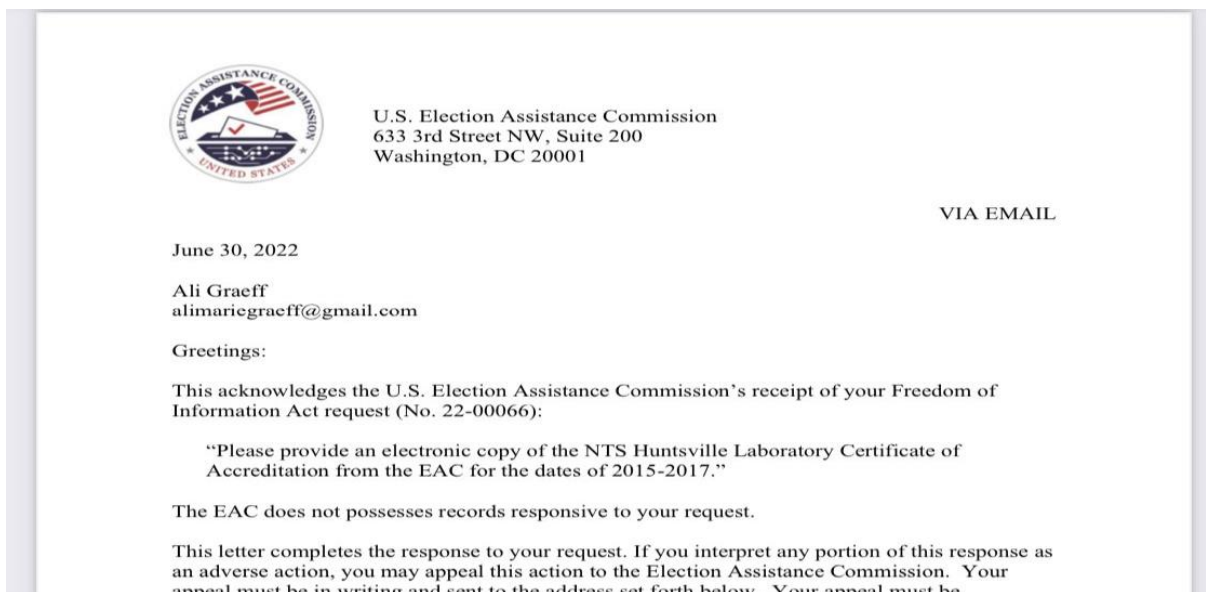 ELECTION ASSISTANCE COMMISSION
UNITED STATES
U.S. Election Assistance Commission
633 3rd Street NW, Suite 200
Washington, DC 20001
VIA EMAIL
June 30, 2022
Ali Graeff
alimariegraeff@gmail.com
Greetings:
This acknowledges the U.S. Election Assistance Commission’s receipt of your Freedom of
Information Act request (No. 22-00066):
“Please provide an electronic copy of the NTS Huntsville Laboratory Certificate of
Accreditation from the EAC for the dates of 2015-2017.”
The EAC does not possesses records responsive to your request.
This letter completes the response to your request. If you interpret any portion of this response as
an adverse action, you may appeal this action to the Election Assistance Commission. Your
appeal must be in writing and sent to the address set forth below. Your appeal must be